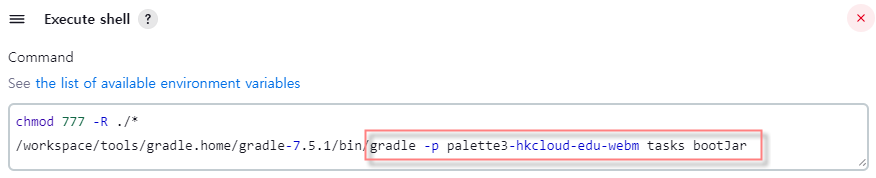 Execute shell ?
Command
See the list of available environment variables
chmod 777 -R ./*
/workspace/tools/gradle.home/gradle-7.5.1/bin/gradle -p palette3-hkcloud-edu-webm tasks bootJar